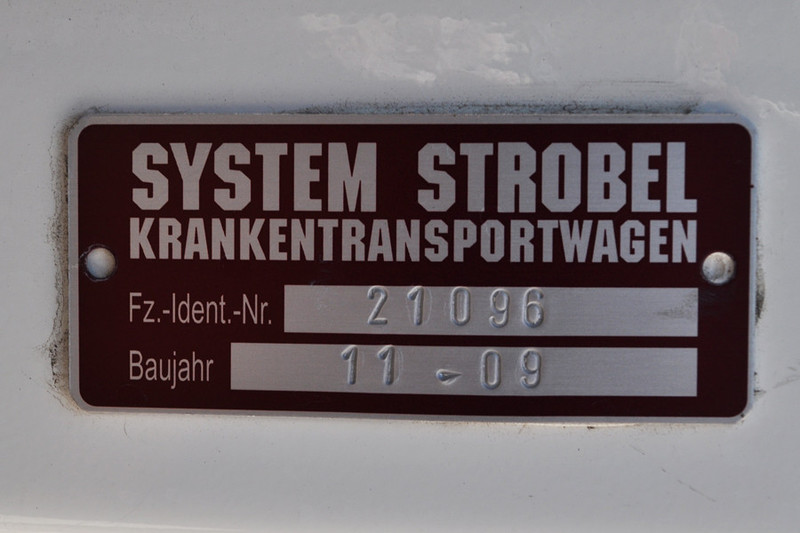 SYSTEM STROBEL
KRANKENTRANSPORTWAGEN
Fz.-Ident.-Nr. 21096
Baujahr 11-09